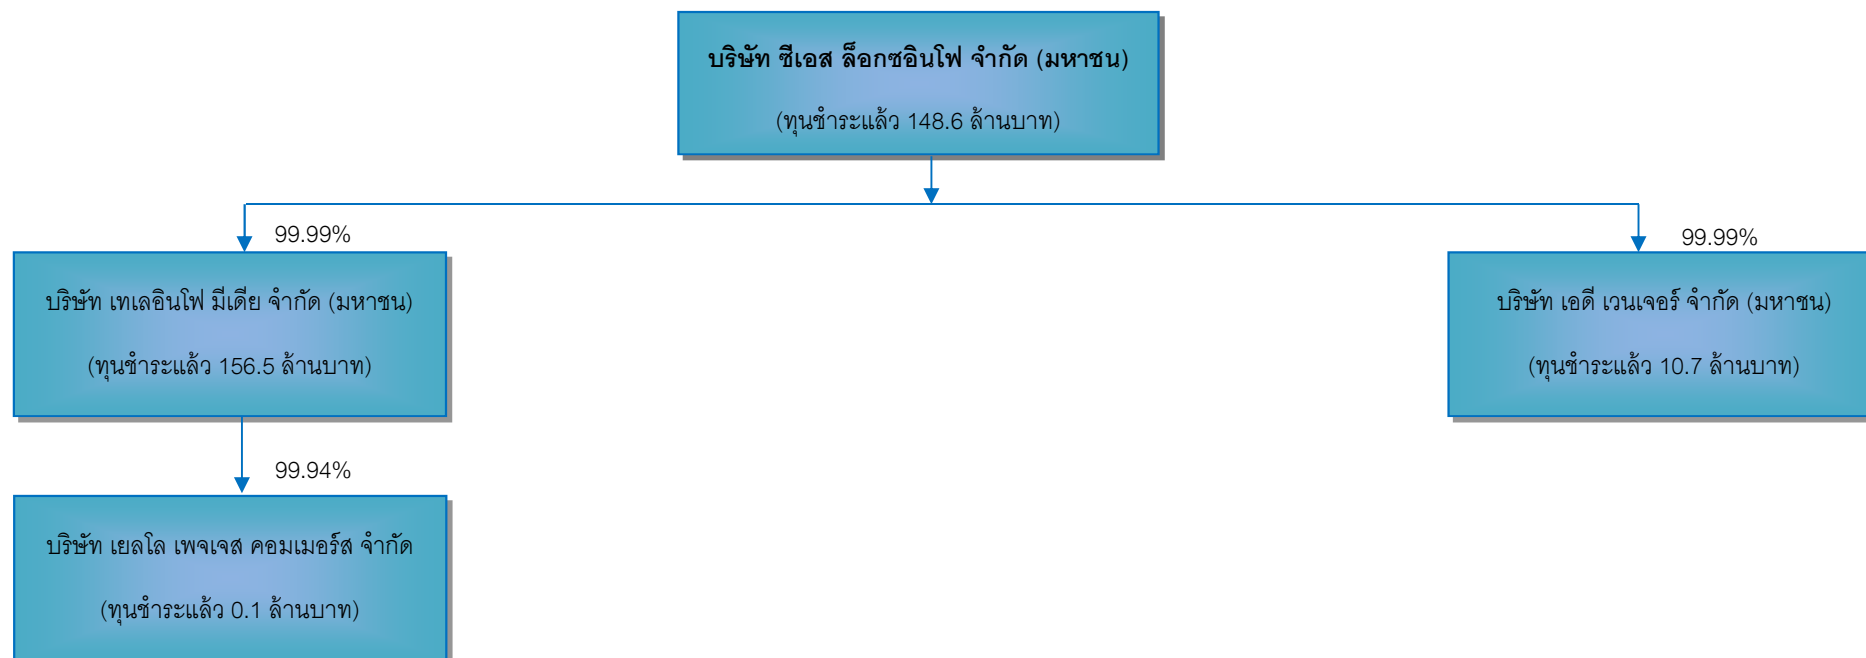 บริษัท ซีเอส ล็อกซอินโฟ จำกัด (มหาชน)
(ทุนชำระแล้ว 148.6 ล้านบาท)
99.99%
99.99%
บริษัท เทเลอินโฟ มีเดีย จำกัด (มหาชน)
(ทุนชำระแล้ว 156.5 ล้านบาท)
บริษัท เอดี เวนเจอร์ จำกัด (มหาชน)
(ทุนชำระแล้ว 10.7 ล้านบาท)
99.94%
บริษัท เยลโล เพจเจส คอมเมอร์ส จำกัด
(ทุนชำระแล้ว 0.1 ล้านบาท)